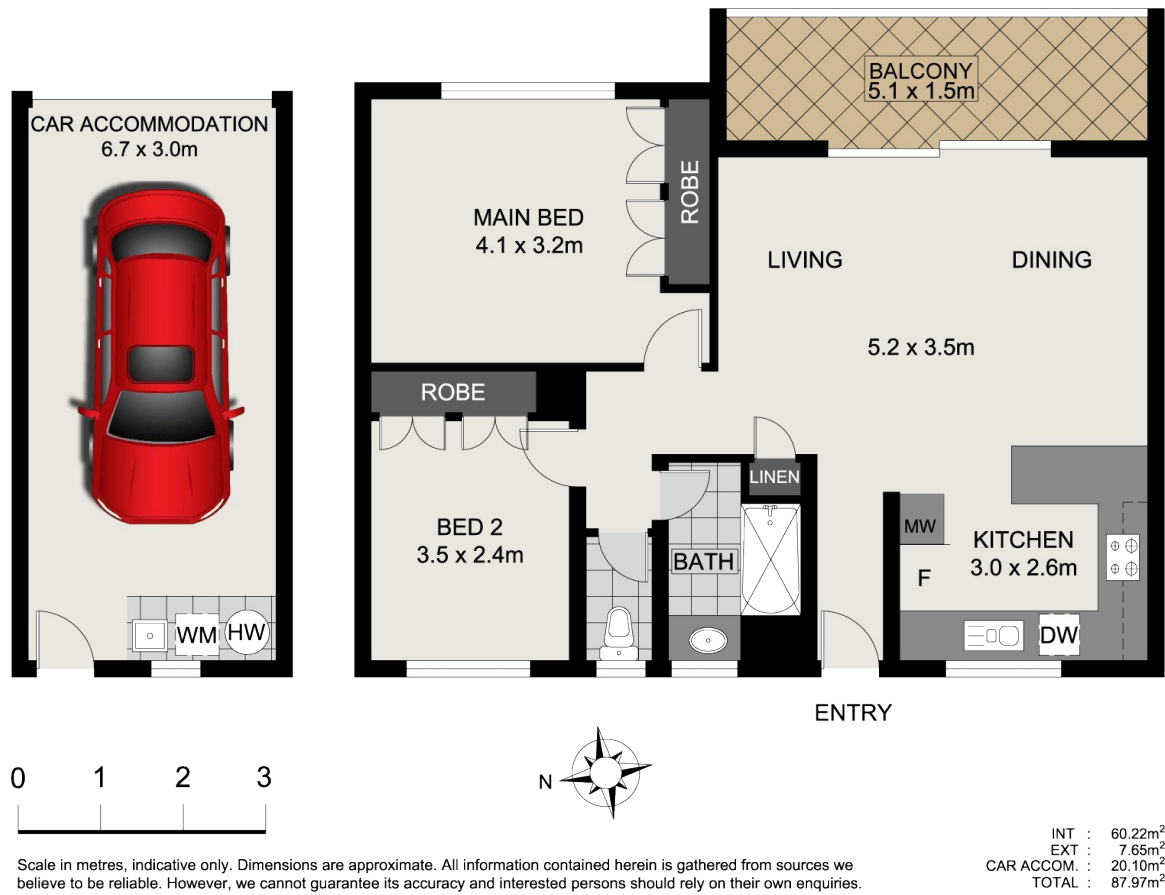 BALCONY
5.1 x 1.5m
CAR ACCOMMODATION
6.7 x 3.0m
MAIN BED
4.1 x 3.2m
ROBE
LIVING
DINING
5.2 x 3.5m
ROBE
LINEN
BED 2
3.5 x 2.4m
BATH
MW
KITCHEN
3.0 x 2.6m
F
WM
HW
DW
ENTRY
N
0 1 2 3
INT : 60.22m²
EXT : 7.65m²
CAR ACCOM. : 20.10m²
TOTAL : 87.97m²
Scale in metres, indicative only. Dimensions are approximate. All information contained herein is gathered from sources we
believe to be reliable. However, we cannot guarantee its accuracy and interested persons should rely on their own enquiries.